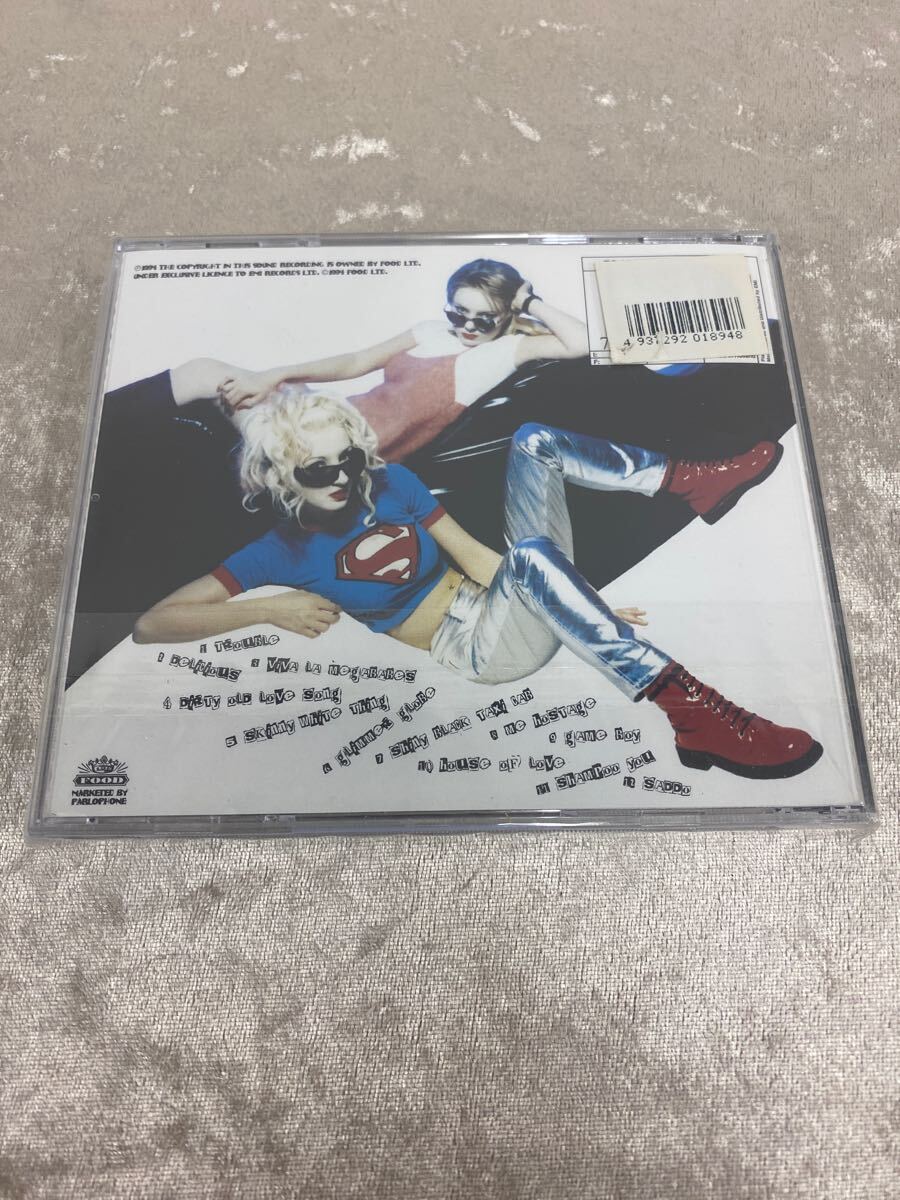 ℗1994 THE COPYRIGHT IN THIS SOUND RECORDING IS OWNED BY FOOD LTD.
UNDER EXCLUSIVE LICENCE TO EMI RECORDS LTD. ©1994 FOOD LTD.
7
4 937292 018948
S
1 TROUBLE
2 DELICIOUS 3 VIVA LA MEGABABES
4 DIRTY OLD LOVE SONG
5 SKINNY WHITE THING
6 GLIMMER GLOBE
7 SHINY BLACK TAXI CAB
8 ME HOSTAGE
9 GAME BOY
10 HOUSE OF LOVE
11 SHAMPOO YOU
12 SADDO
FOOD
MARKETED BY
PARLOPHONE